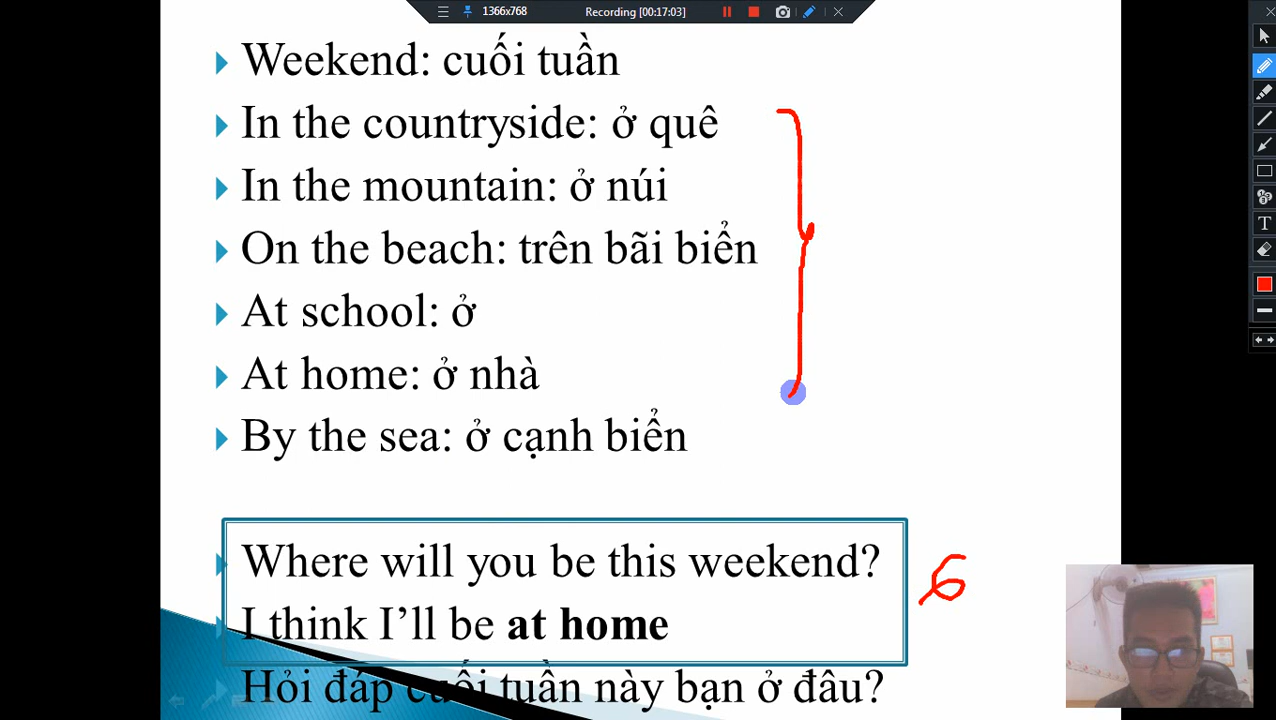 1366x768 Recording [00:17:03]
Weekend: cuối tuần
In the countryside: ở quê
In the mountain: ở núi
On the beach: trên bãi biển
At school: ở
At home: ở nhà
By the sea: ở cạnh biển
Where will you be this weekend?
6
I think I'll be at home
Hỏi đáp cuối tuần này bạn ở đâu?
T